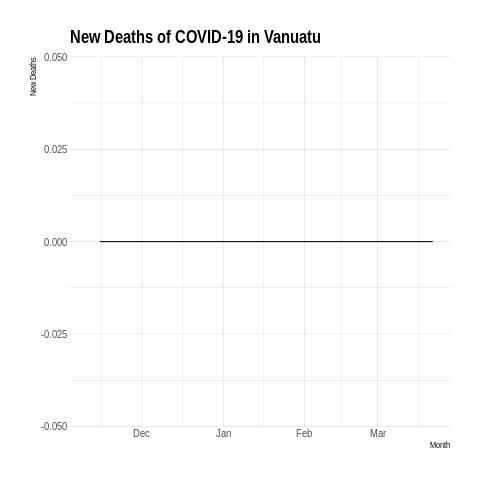 New Deaths of COVID-19 in Vanuatu
New Deaths
0.050
0.025
0.000
-0.025
-0.050
Dec Jan Feb Mar
Month